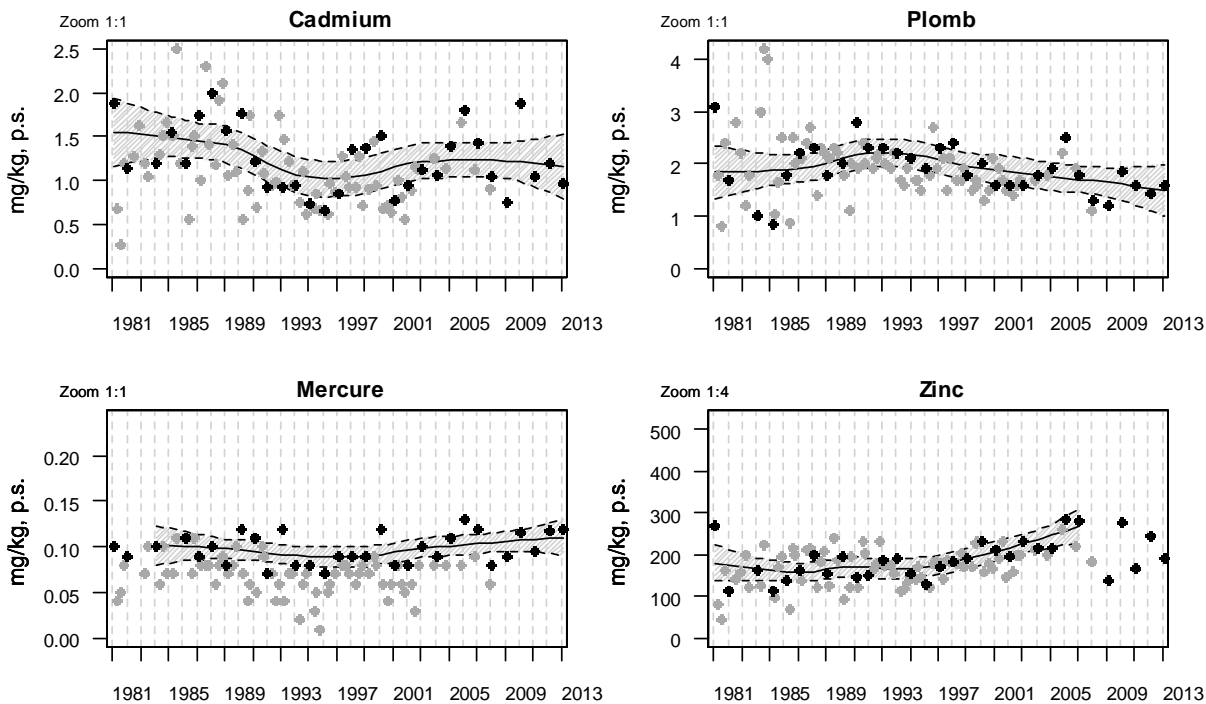 Zoom 1:1
Cadmium
mg/kg, p.s.
2.5
2.0
1.5
1.0
0.5
0.0
1981 1985 1989 1993 1997 2001 2005 2009 2013
Zoom 1:1
Plomb
mg/kg, p.s.
4
3
2
1
0
1981 1985 1989 1993 1997 2001 2005 2009 2013
Zoom 1:1
Mercure
mg/kg, p.s.
0.20
0.15
0.10
0.05
0.00
1981 1985 1989 1993 1997 2001 2005 2009 2013
Zoom 1:4
Zinc
mg/kg, p.s.
500
400
300
200
100
0
1981 1985 1989 1993 1997 2001 2005 2009 2013